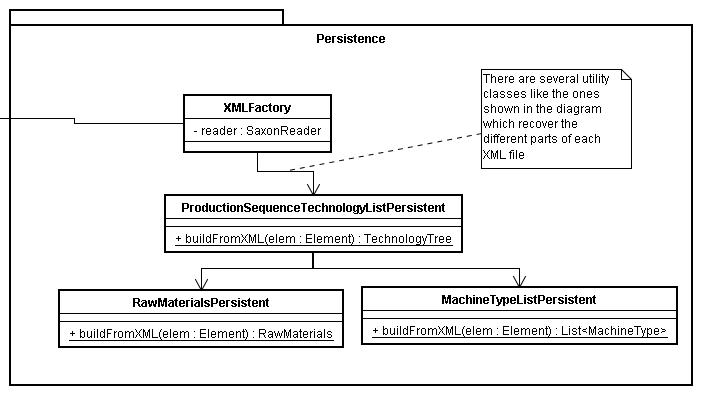 Persistence
There are several utility
classes like the ones
shown in the diagram
which recover the
different parts of each
XML file
XMLFactory
- reader : SaxonReader
ProductionSequenceTechnologyListPersistent
+ buildFromXML(elem : Element) : TechnologyTree
RawMaterialsPersistent
+ buildFromXML(elem : Element) : RawMaterials
MachineTypeListPersistent
+ buildFromXML(elem : Element) : List<MachineType>